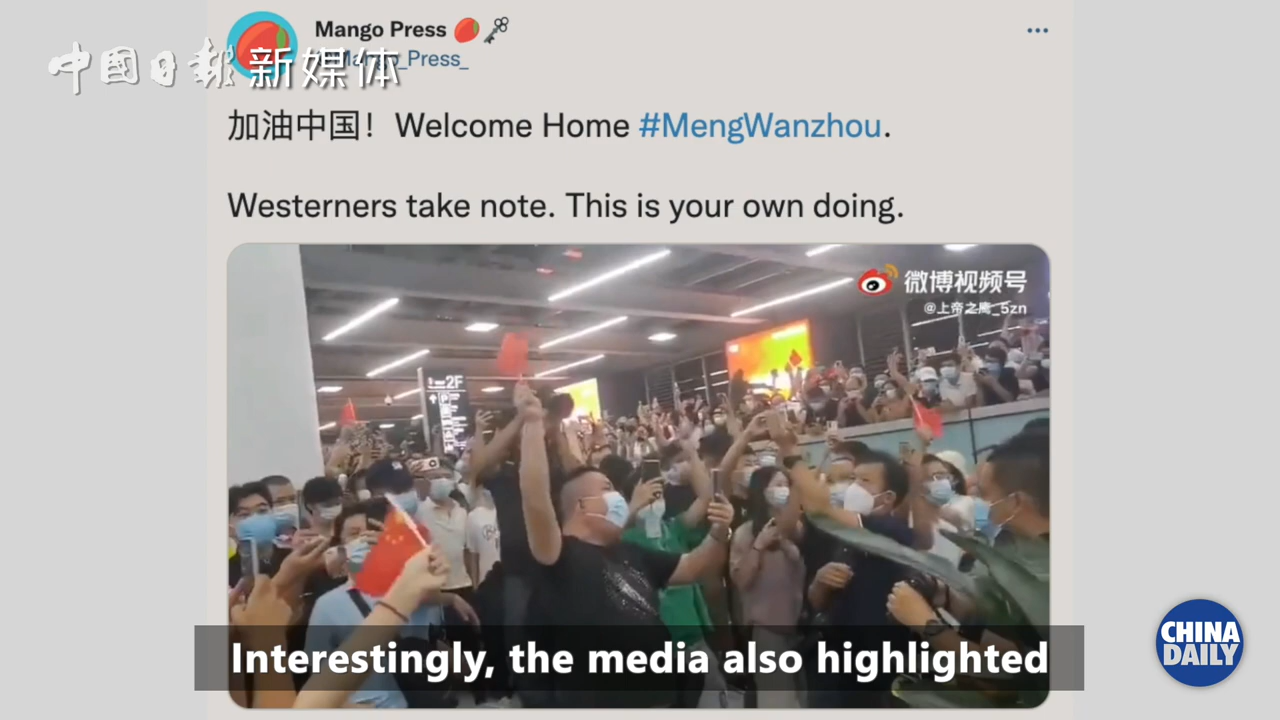 Mango Press
中国日報 新媒体
@Mango_Press_
加油中国！Welcome Home #MengWanzhou.
Westerners take note. This is your own doing.
微博视频号
@上帝之鹰_5zn
2F
Interestingly, the media also highlighted
CHINA
DAILY